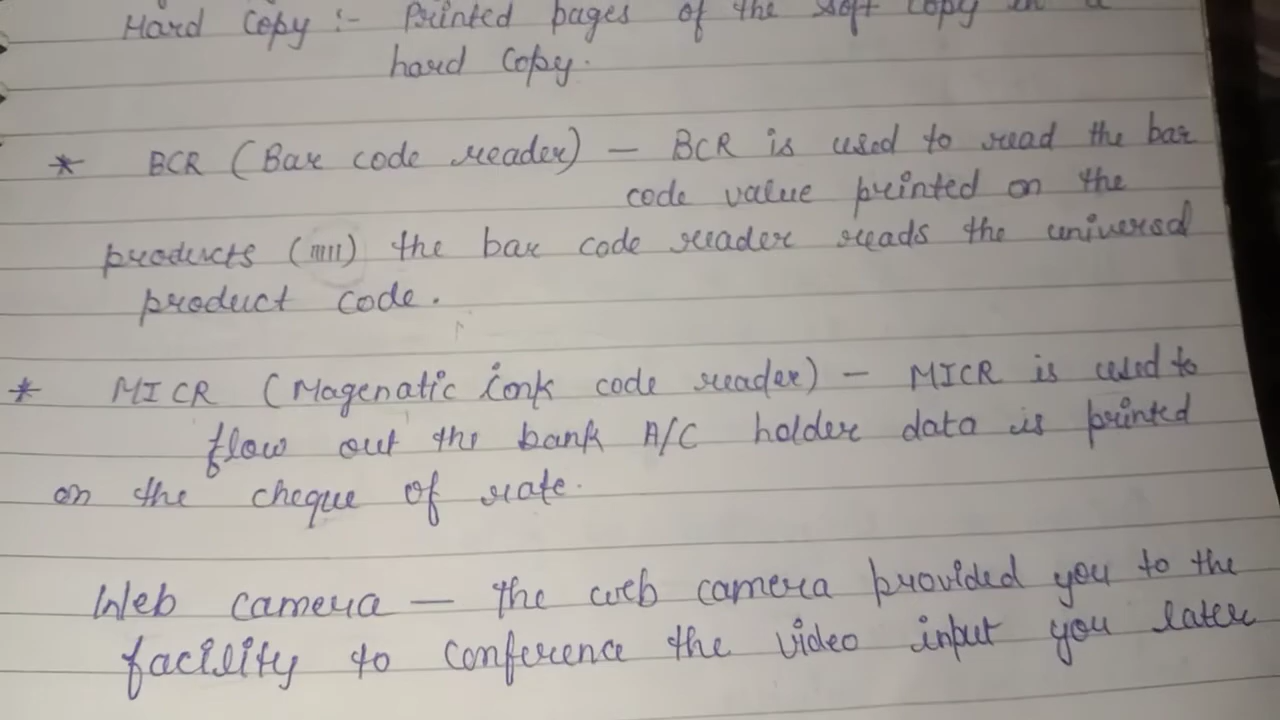 Hard Copy :- Printed pages of the soft copy in a
hard Copy.
* BCR (Bar code reader) — BCR is used to read the bar
code value printed on the
products (||||||) the bar code reader reads the universal
product code.
* MICR (Magenatic ionk code reader) — MICR is used to
flow out the bank A/C holder data is printed
on the cheque of rate.
Web camera — the web camera provided you to the
facility to conference the video input you later